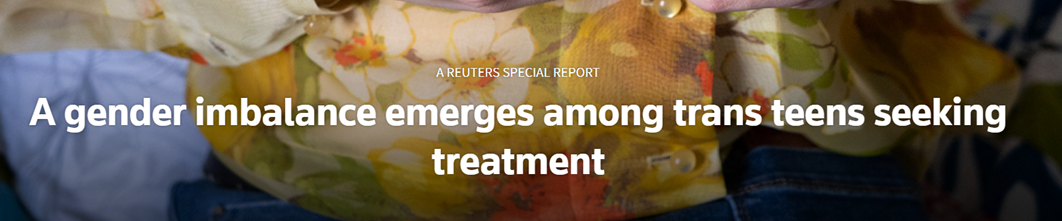 A REUTERS SPECIAL REPORT
A gender imbalance emerges among trans teens seeking
treatment